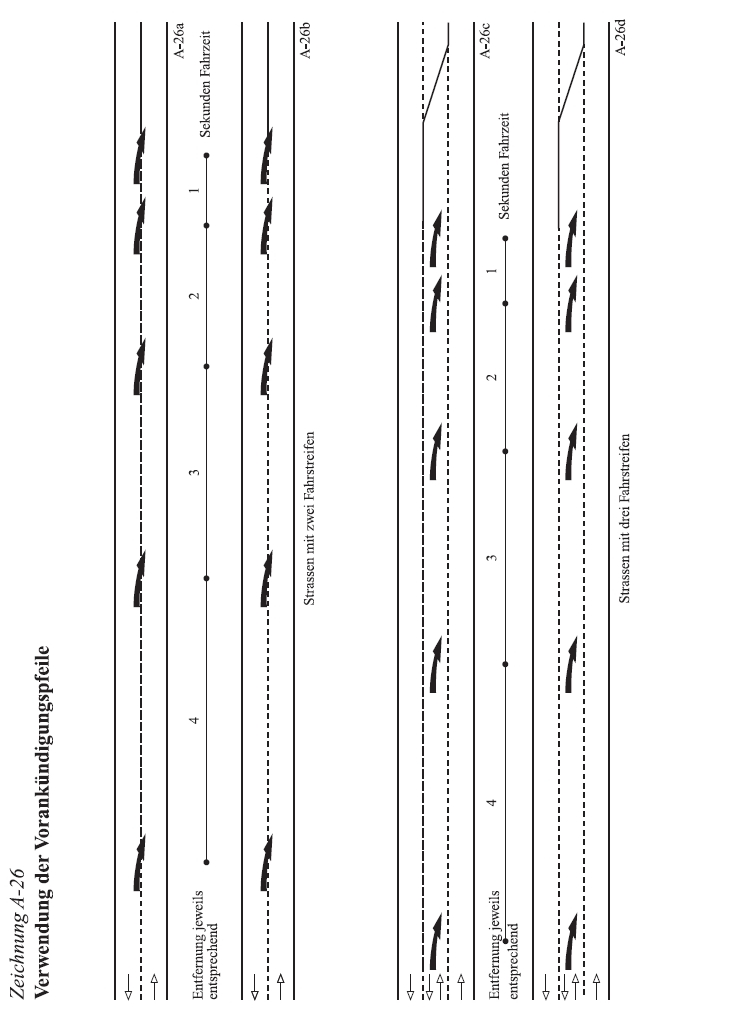 Zeichnung A-26
Verwendung der Vorankündigungspfeile
A-26a
Entfernung jeweils
entsprechend
4
3
2
1
Sekunden Fahrzeit
A-26b
Strassen mit zwei Fahrstreifen
A-26c
Entfernung jeweils
entsprechend
4
3
2
1
Sekunden Fahrzeit
A-26d
Strassen mit drei Fahrstreifen